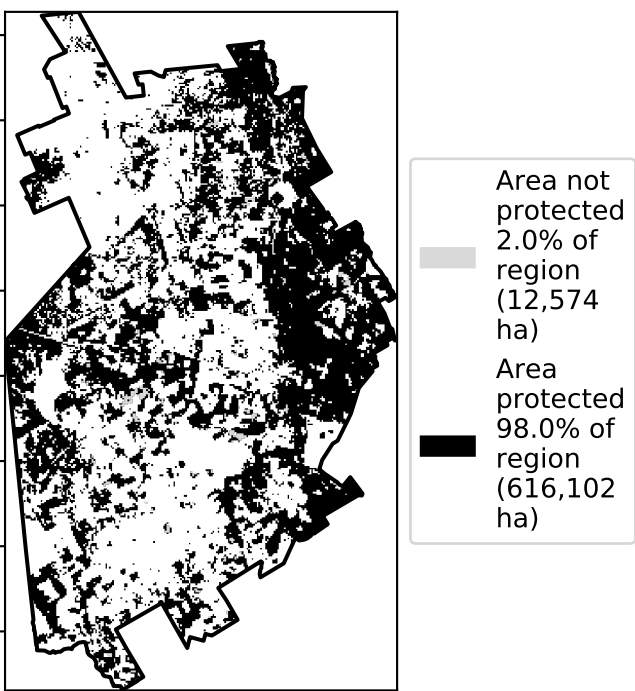 Area not
protected
2.0% of
region
(12,574
ha)
Area
protected
98.0% of
region
(616,102
ha)